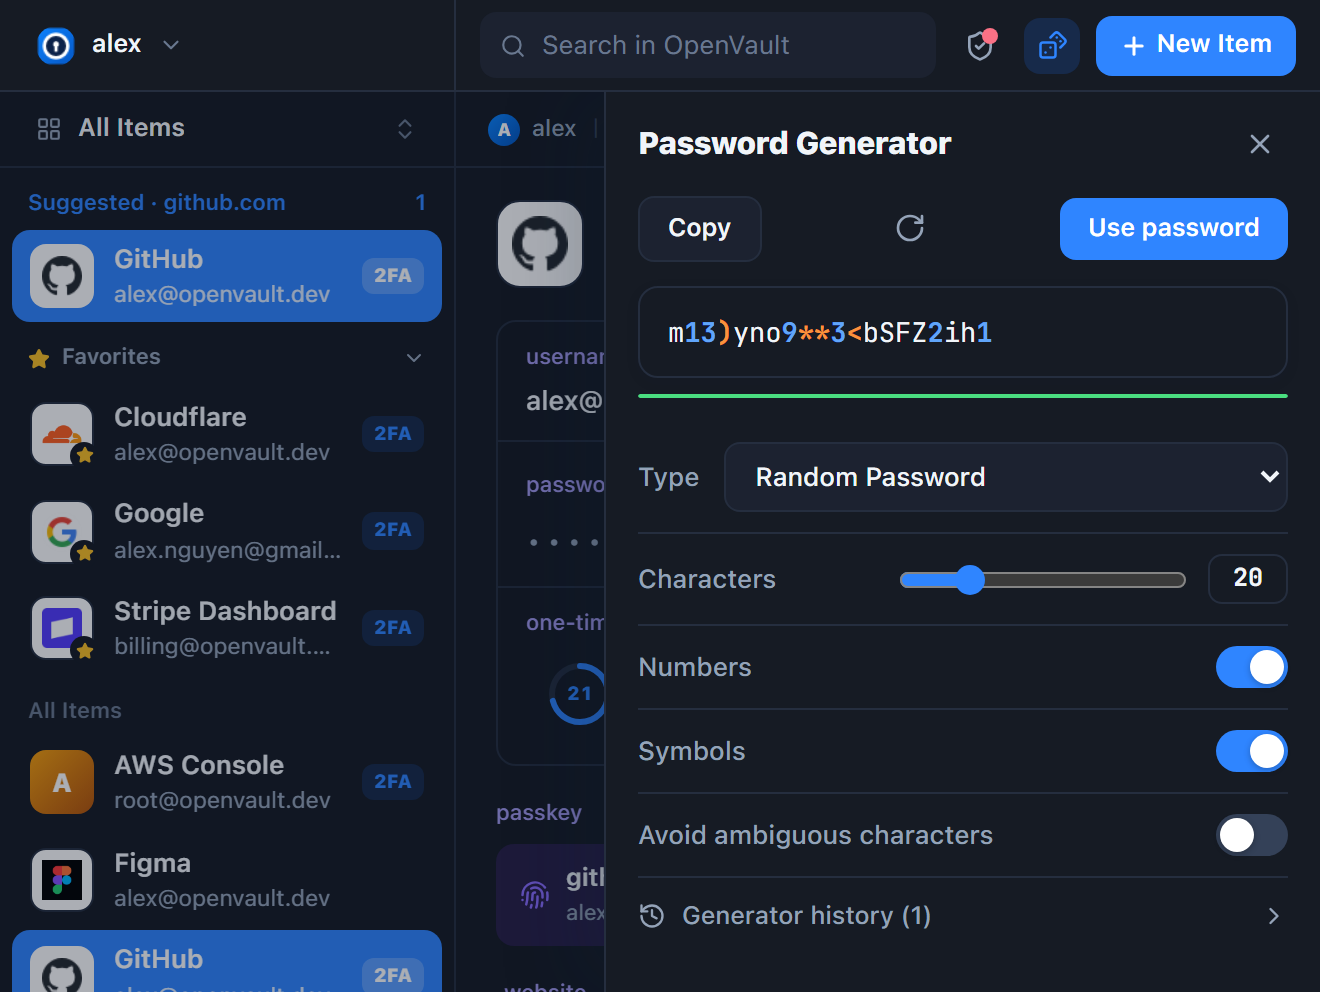 alex
Search in OpenVault
New Item
All Items
A alex
Suggested · github.com 1
GitHub
alex@openvault.dev
2FA
Favorites
Cloudflare
alex@openvault.dev
2FA
Google
alex.nguyen@gmail...
2FA
Stripe Dashboard
billing@openvault....
2FA
All Items
A
AWS Console
root@openvault.dev
2FA
Figma
alex@openvault.dev
GitHub
2FA
alex@
21
passkey
alex
website
Password Generator
Copy
Use password
m13)yno9**3<bSFZ2ih1
Type
Random Password
Characters
20
Numbers
Symbols
Avoid ambiguous characters
Generator history (1)